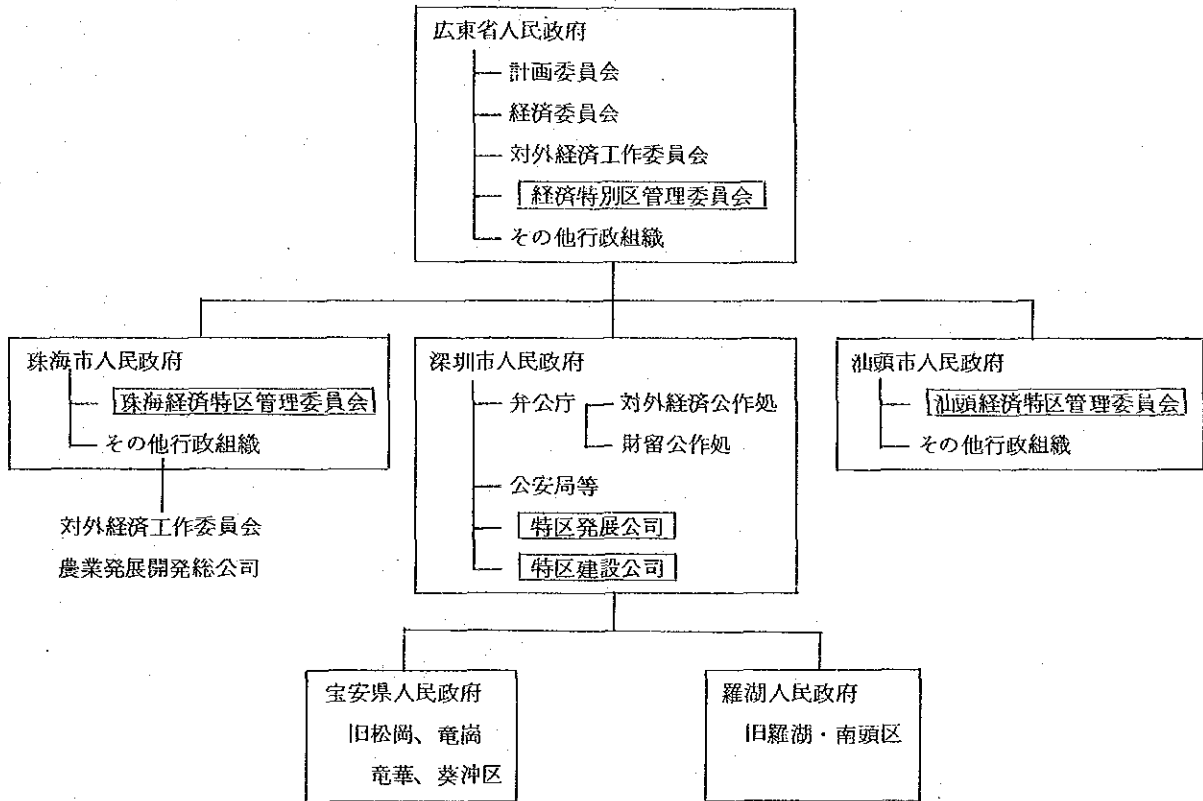 広東省人民政府
計画委員会
経済委員会
対外経済工作委員会
経済特別区管理委員会
その他行政組織
珠海市人民政府
珠海経済特区管理委員会
その他行政組織
対外経済工作委員会
農業発展開発総公司
深圳市人民政府
弁公庁
対外経済公作処
財留公作処
公安局等
特区発展公司
特区建設公司
汕頭市人民政府
汕頭経済特区管理委員会
その他行政組織
宝安県人民政府
旧松崗、竜崗
竜華、葵沖区
羅湖人民政府
旧羅湖・南頭区